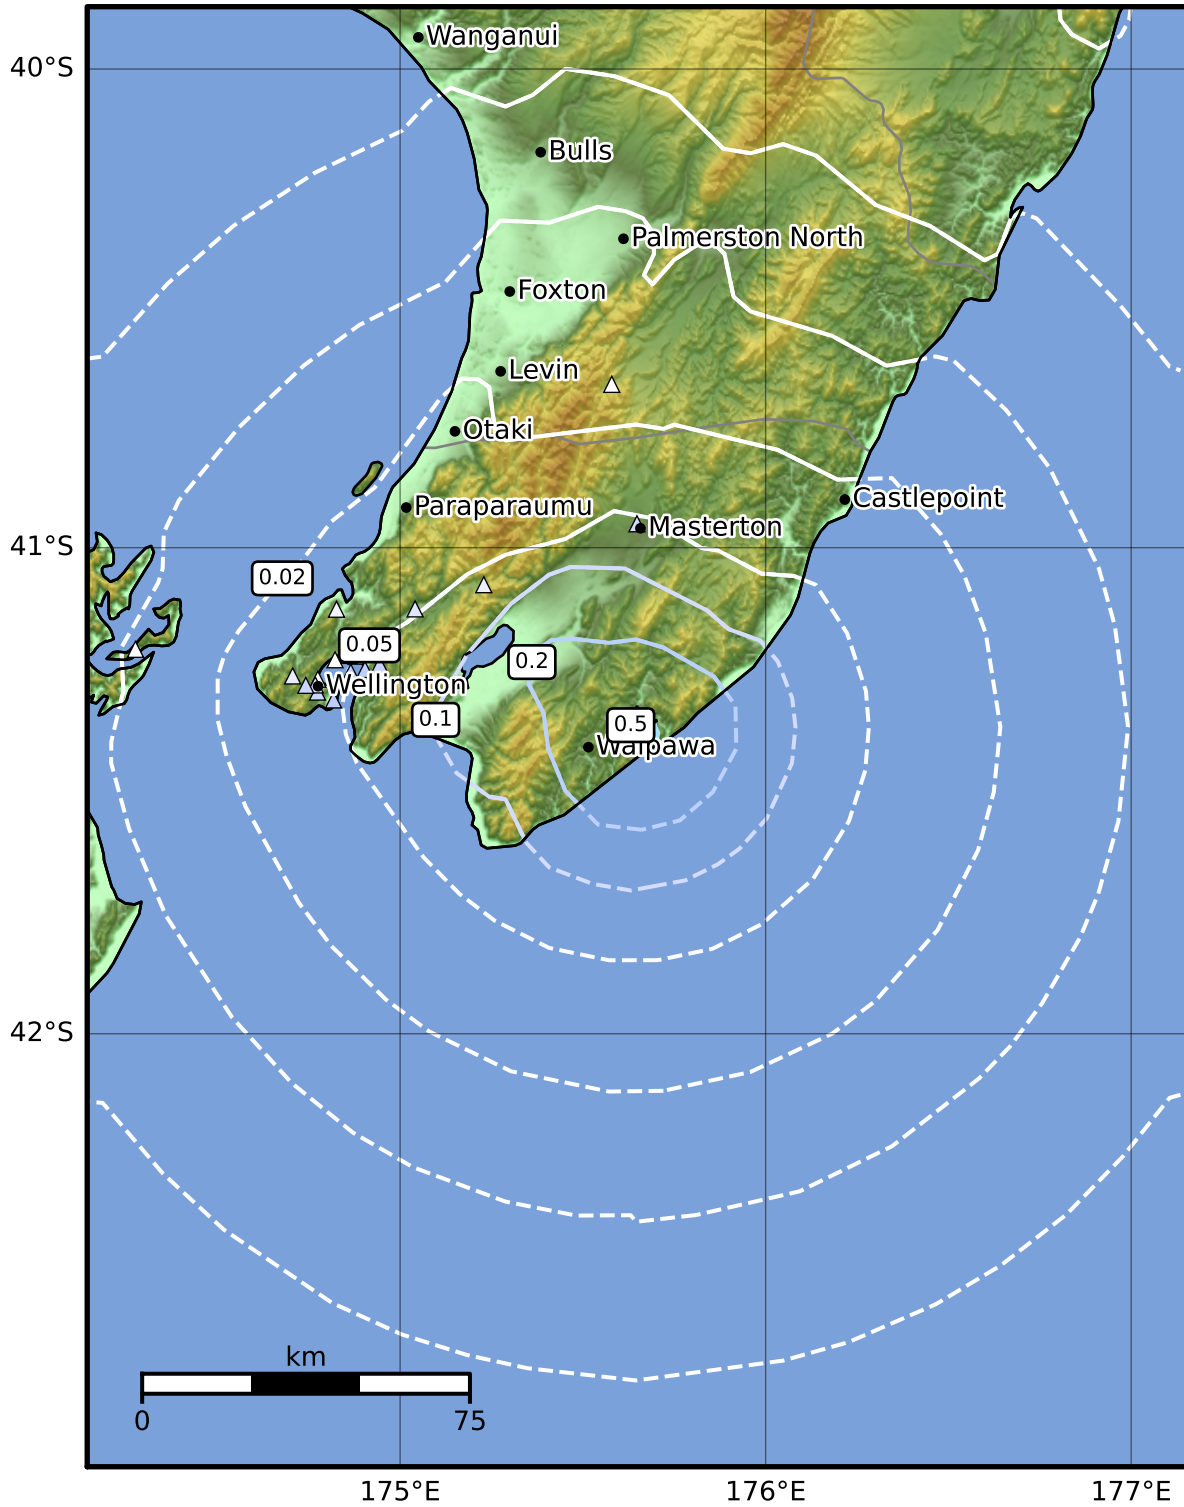 Wanganui
40°S
Bulls
Palmerston North
Foxton
Levin
Otaki
Castlepoint
Paraparaumu
Masterton
41°S
0.02
0.05
0.2
Wellington
0.1
0.5
Waipawa
42°S
km
0
75
175°E
176°E
177°E